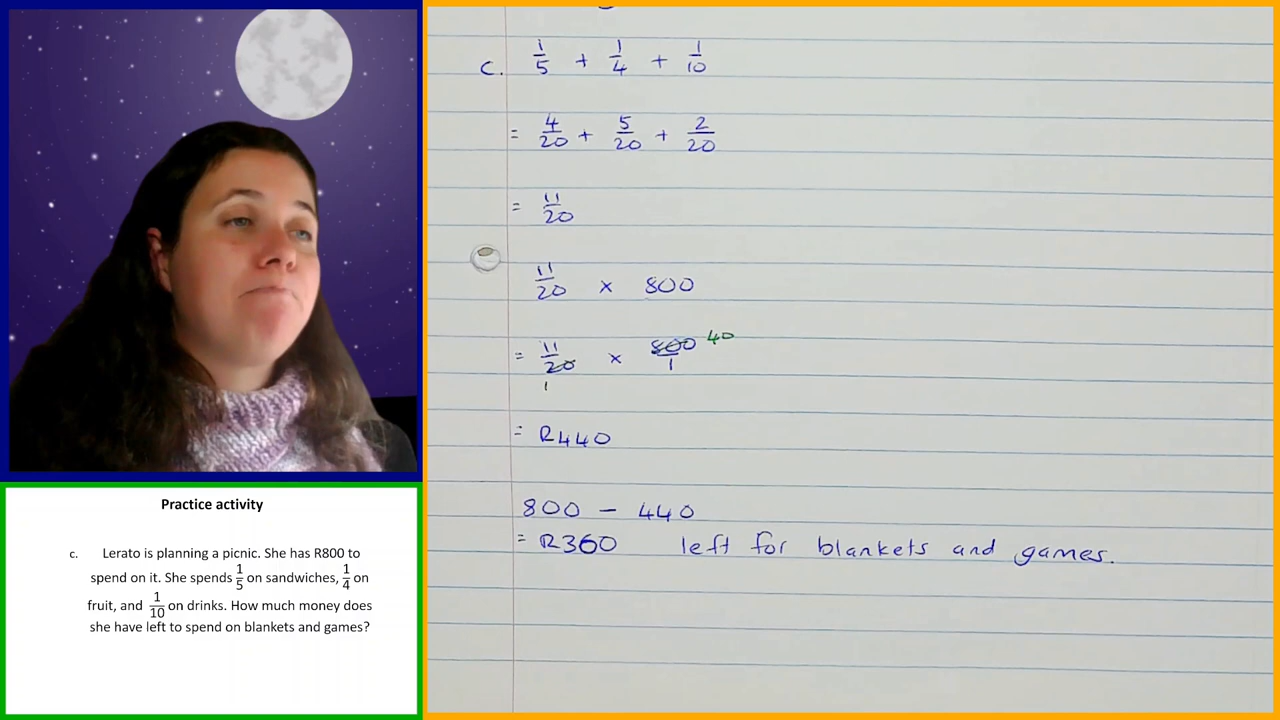 Practice activity
c. Lerato is planning a picnic. She has R800 to
spend on it. She spends 1/5 on sandwiches, 1/4 on
fruit, and 1/10 on drinks. How much money does
she have left to spend on blankets and games?
c. 1/5 + 1/4 + 1/10
= 4/20 + 5/20 + 2/20
= 11/20
11/20 × 800
= 11/20 × 800/1 40
1
= R440
800 - 440
= R360 left for blankets and games.